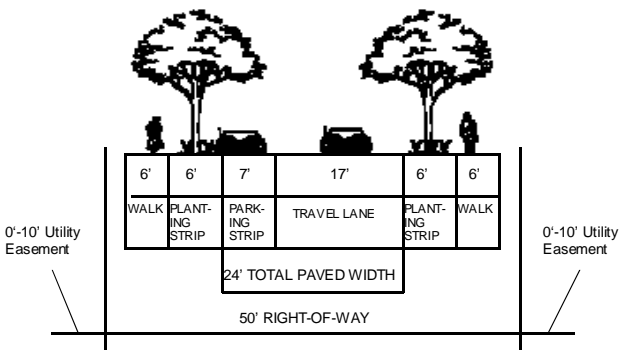 6' 6' 7' 17' 6' 6'
WALK PLANT- PARK- TRAVEL LANE PLANT- WALK
ING ING ING
STRIP STRIP STRIP
0'-10' Utility
Easement
0'-10' Utility
Easement
24' TOTAL PAVED WIDTH
50' RIGHT-OF-WAY